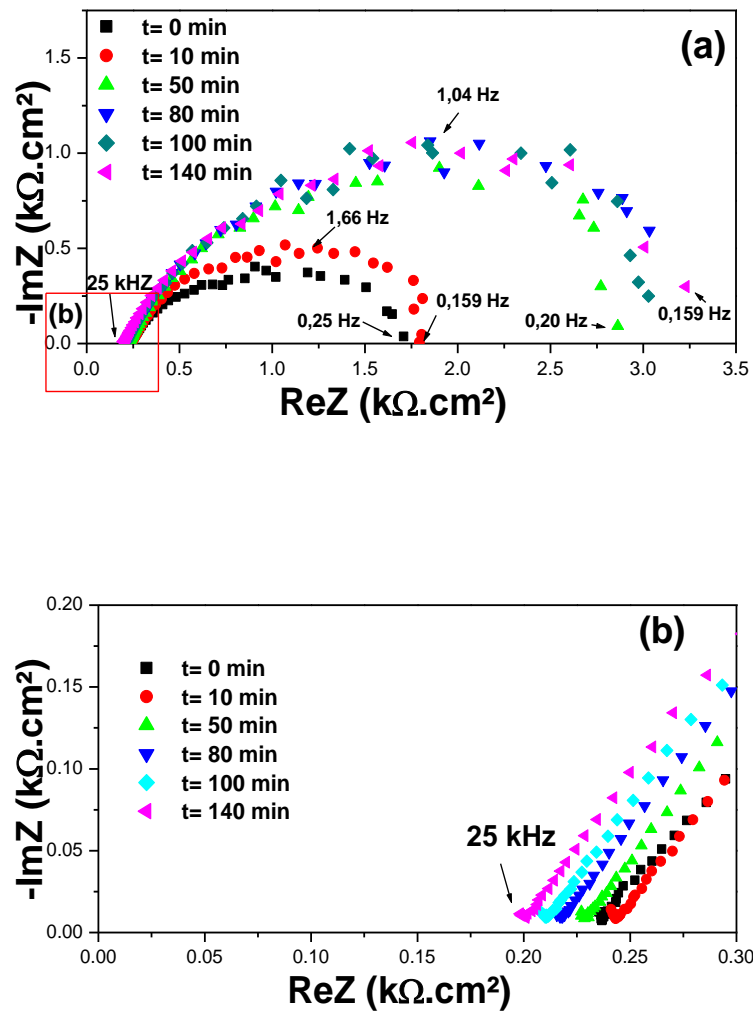 (a)
t= 0 min
t= 10 min
t= 50 min
t= 80 min
t= 100 min
t= 140 min
1,04 Hz
1,66 Hz
25 kHZ
(b)
0,25 Hz
0,159 Hz
0,20 Hz
0,159 Hz
1.5
1.0
0.5
0.0
0.0 0.5 1.0 1.5 2.0 2.5 3.0 3.5
-ImZ (kΩ.cm²)
ReZ (kΩ.cm²)
(b)
t= 0 min
t= 10 min
t= 50 min
t= 80 min
t= 100 min
t= 140 min
25 kHz
0.20
0.15
0.10
0.05
0.00
0.00 0.05 0.10 0.15 0.20 0.25 0.30
-ImZ (kΩ.cm²)
ReZ (kΩ.cm²)